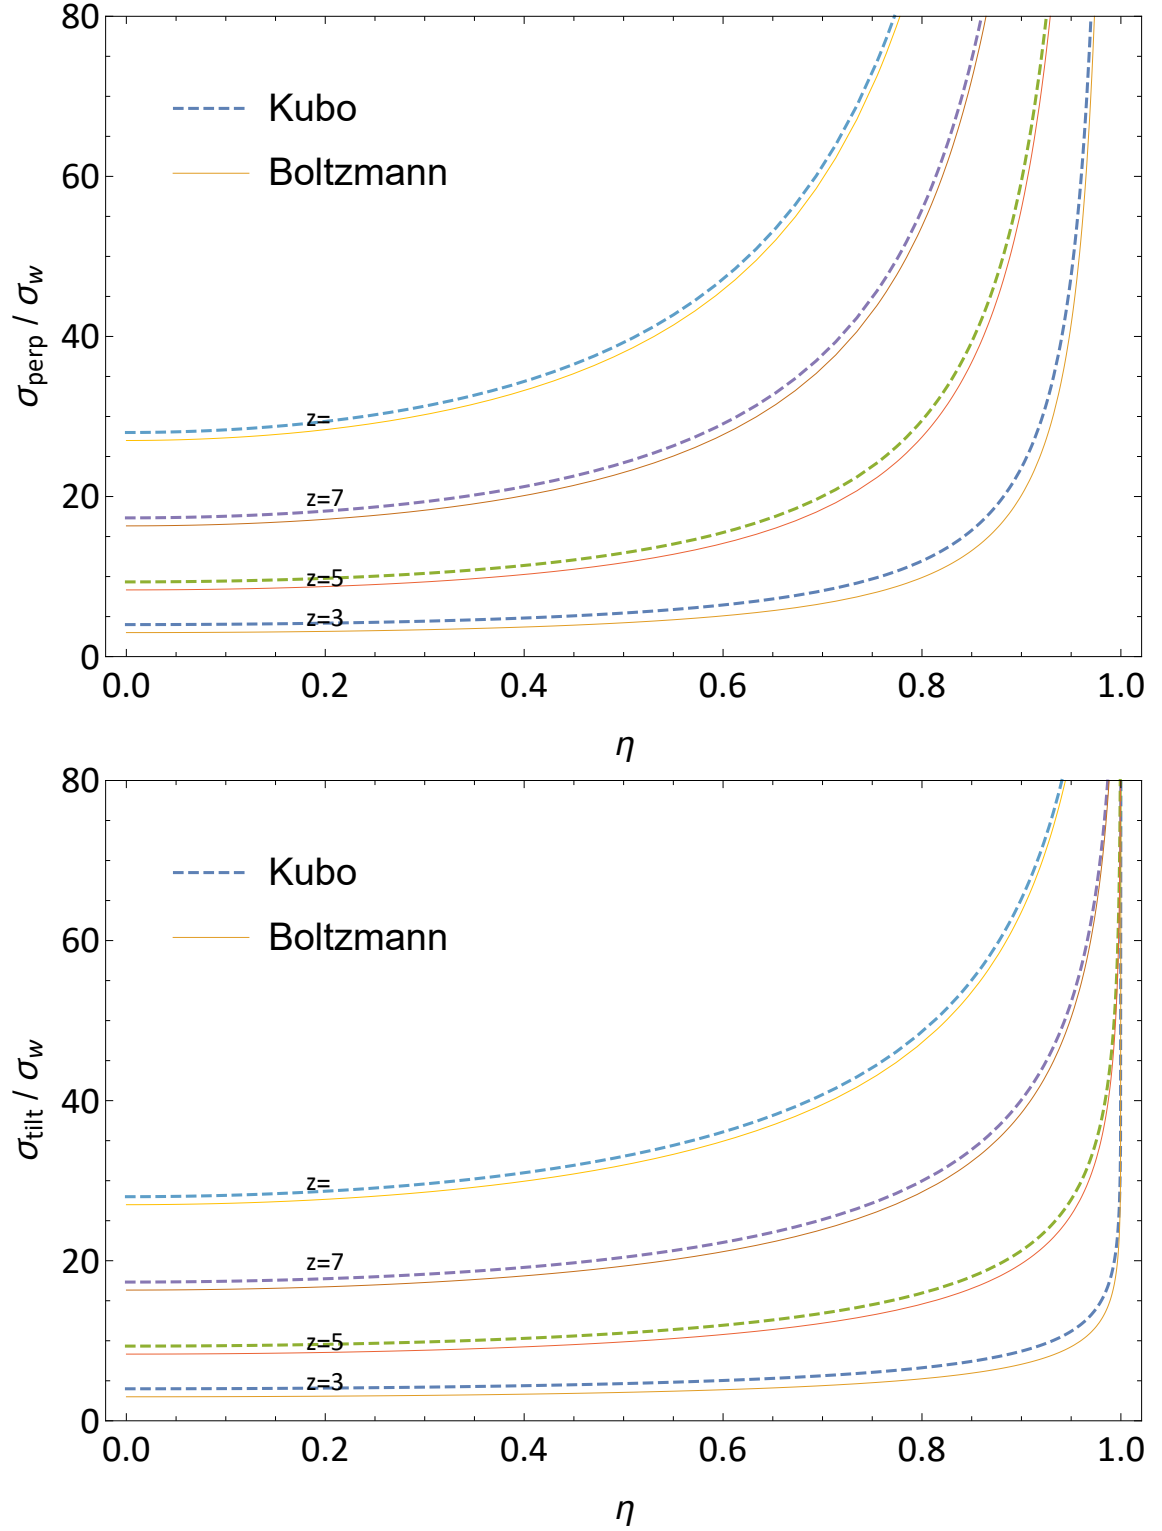 80
Kubo
Boltzmann
60
σperp / σw
40
z=
20
z=7
z=5
z=3
0
0.0 0.2 0.4 0.6 0.8 1.0
η
80
Kubo
Boltzmann
60
σtilt / σw
40
z=
20
z=7
z=5
z=3
0
0.0 0.2 0.4 0.6 0.8 1.0
η